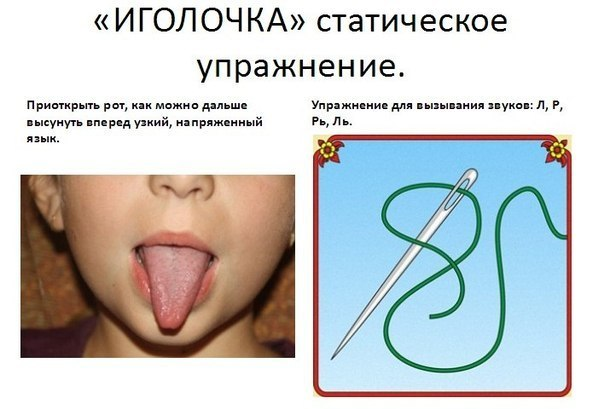 «ИГОЛОЧКА» статическое
упражнение.
Приоткрыть рот, как можно дальше
высунуть вперед узкий, напряженный
язык.
Упражнение для вызывания звуков: Л, Р,
Рь, Ль.